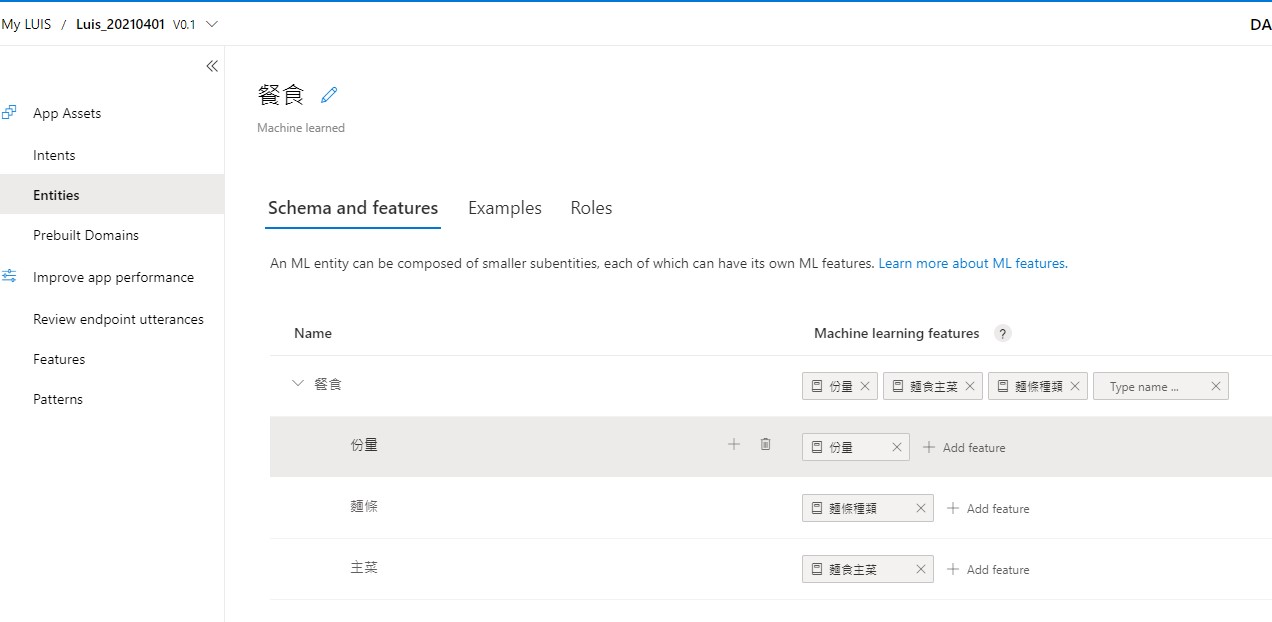 My LUIS / Luis_20210401 V0.1
DA
App Assets
Intents
Entities
Prebuilt Domains
Improve app performance
Review endpoint utterances
Features
Patterns
餐食
Machine learned
Schema and features Examples Roles
An ML entity can be composed of smaller subentities, each of which can have its own ML features. Learn more about ML features.
Name Machine learning features ?
餐食 份量 麵食主菜 麵條種類 Type name ...
份量 份量 Add feature
麵條 麵條種類 Add feature
主菜 麵食主菜 Add feature